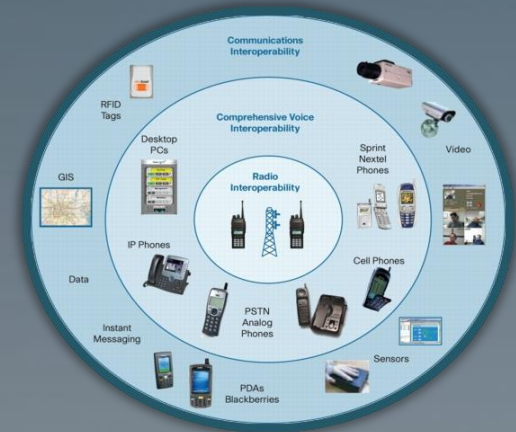 Communications
Interoperability
RFID
Tags
Comprehensive Voice
Interoperability
Desktop
PCs
Sprint
Nextel
Phones
Video
Radio
Interoperability
GIS
IP Phones
Cell Phones
Data
PSTN
Analog
Phones
Instant
Messaging
Sensors
PDAs
Blackberries